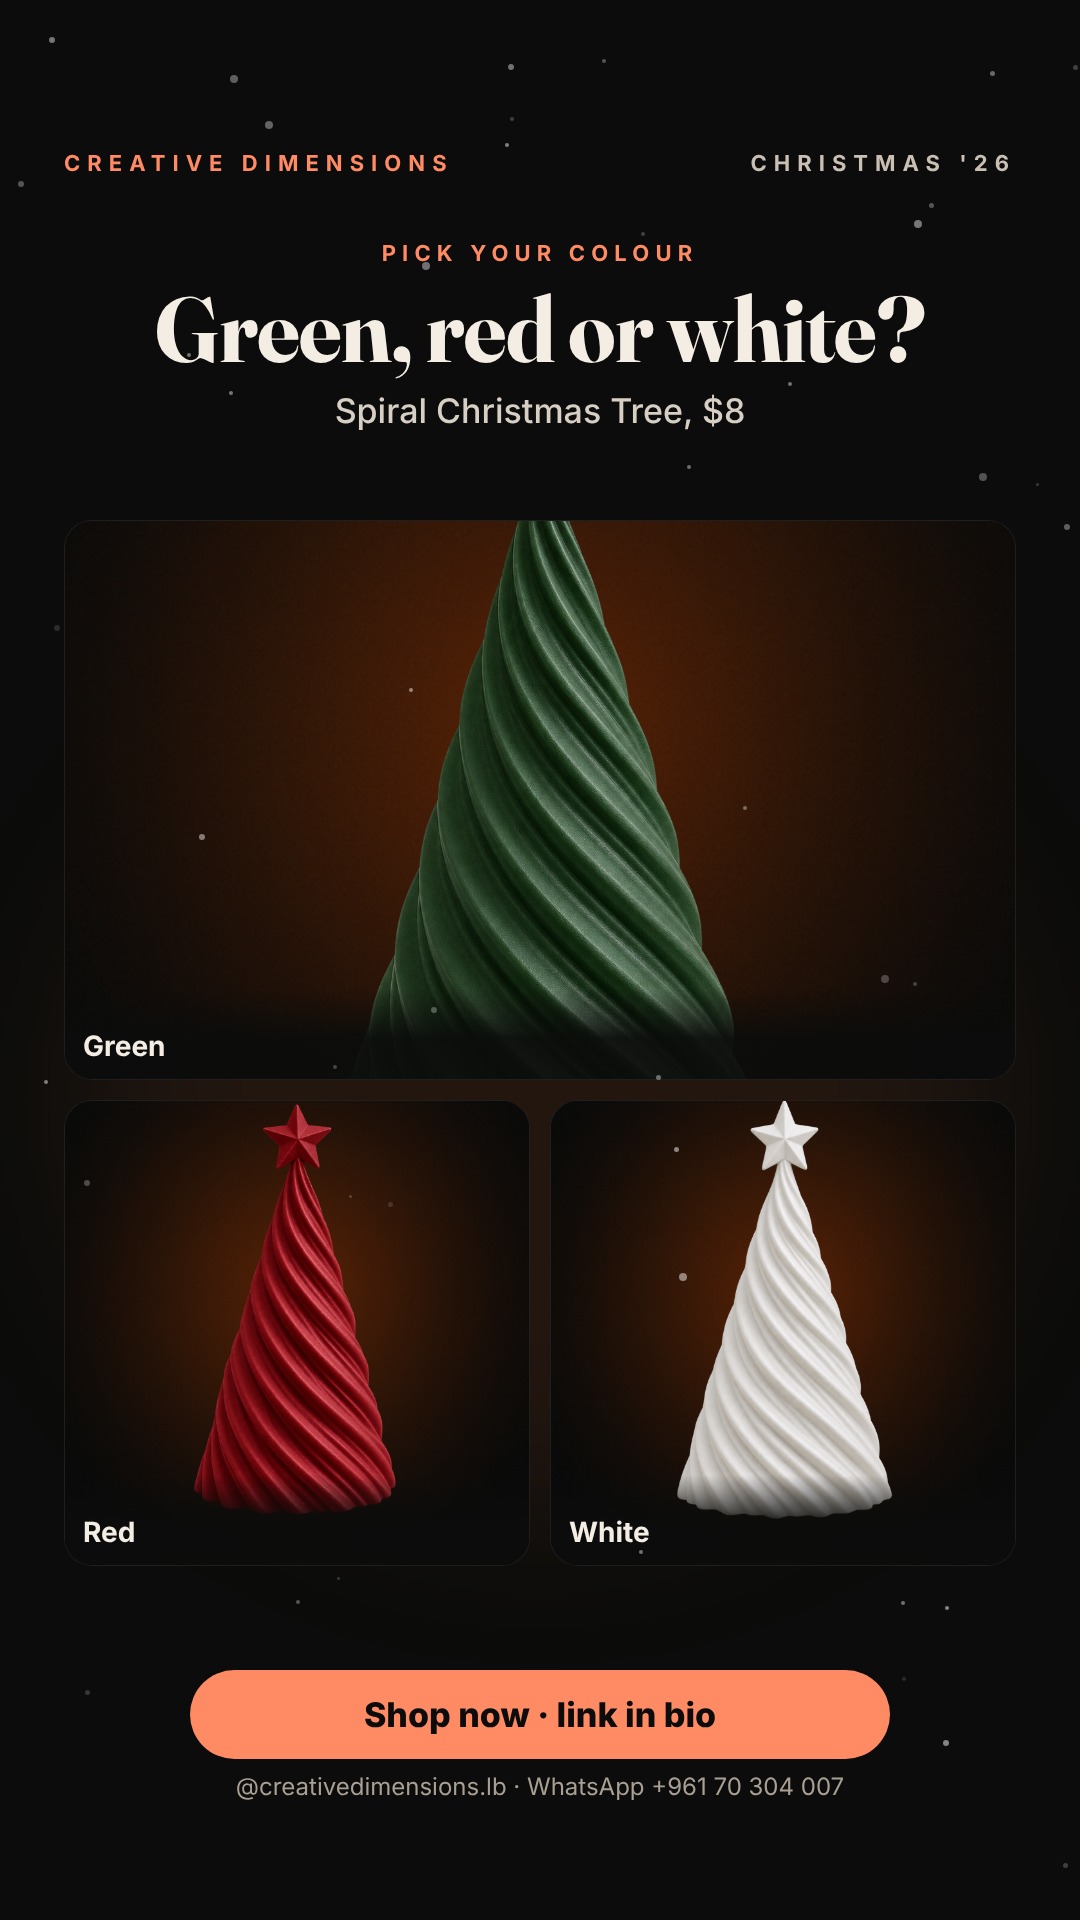 CREATIVE DIMENSIONS
CHRISTMAS '26
PICK YOUR COLOUR
Green, red or white?
Spiral Christmas Tree, $8
Green
Red
White
Shop now · link in bio
@creativedimensions.lb · WhatsApp +961 70 304 007